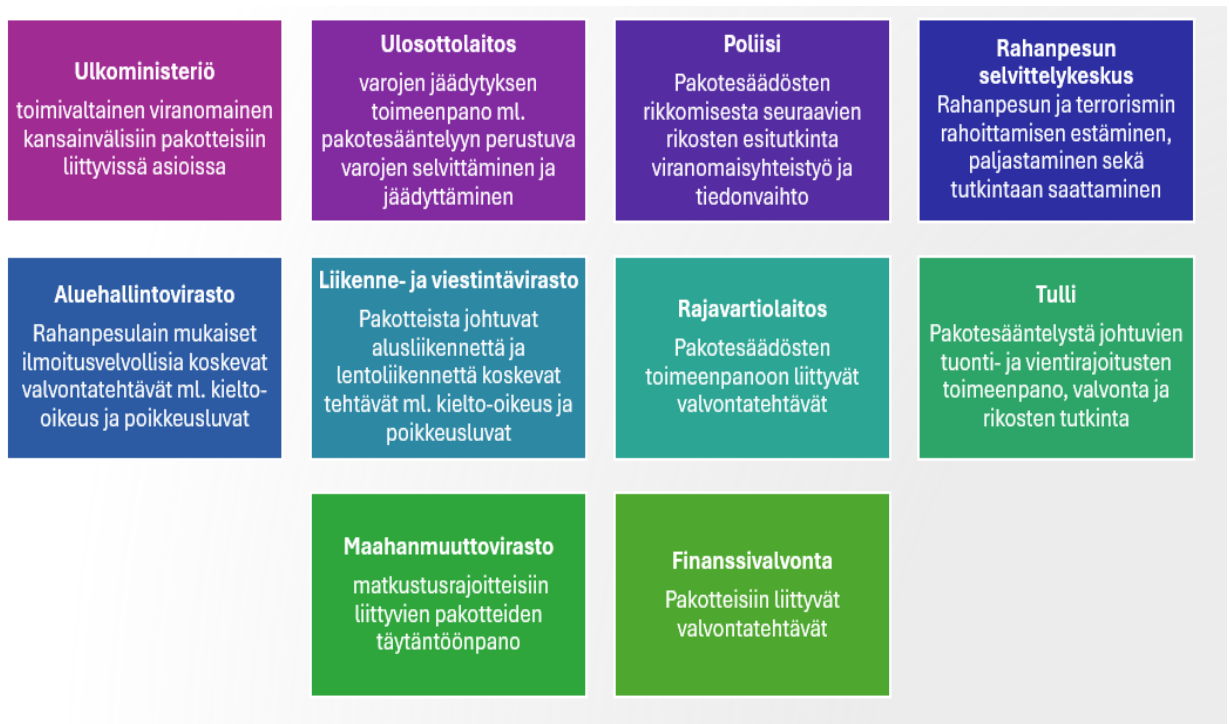 Ulkoministeriö
toimivaltainen viranomainen
kansainvälisiin pakotteisiin
liittyvissä asioissa
Ulosottolaitos
varojen jäädytyksen
toimeenpano ml.
pakotesääntelyyn perustuva
varojen selvittäminen ja
jäädyttäminen
Poliisi
Pakotesäädösten
rikkomisesta seuraavien
rikosten esitutkinta
viranomaisyhteistyö ja
tiedonvaihto
Rahanpesun
selvittelykeskus
Rahanpesun ja terrorismin
rahoittamisen estäminen,
paljastaminen sekä
tutkintaan saattaminen
Aluehallintovirasto
Rahanpesulain mukaiset
ilmoitusvelvollisia koskevat
valvontatehtävät ml. kielto-
oikeus ja poikkeusluvat
Liikenne- ja viestintävirasto
Pakotteista johtuvat
alusliikennettä ja
lentoliikennettä koskevat
tehtävät ml. kielto-oikeus ja
poikkeusluvat
Rajavartiolaitos
Pakotesäädösten
toimeenpanoon liittyvät
valvontatehtävät
Tulli
Pakotesääntelystä johtuvien
tuonti- ja vientirajoitusten
toimeenpano, valvonta ja
rikosten tutkinta
Maahanmuuttovirasto
matkustusrajoitteisiin
liittyvien pakotteiden
täytäntöönpano
Finanssivalvonta
Pakotteisiin liittyvät
valvontatehtävät